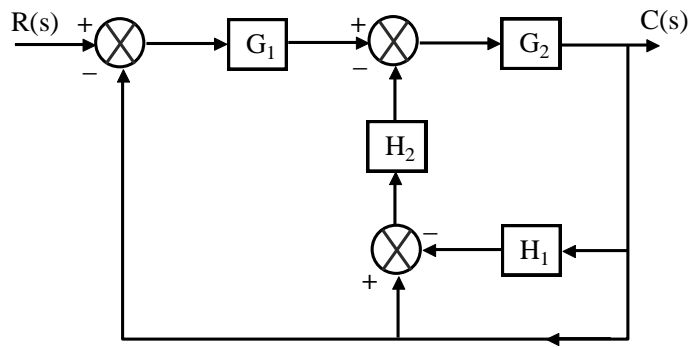 R(s)
+
−
G₁
+
−
G₂
C(s)
H₂
−
H₁
+